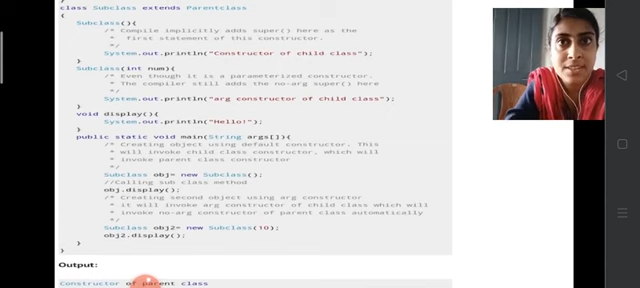 class Subclass extends Parentclass
{
Subclass(){
/* Compile implicitly adds super() here as the
* first statement of this constructor.
*/
System.out.println("Constructor of child class");
}
Subclass(int num){
/* Even though it is a parameterized constructor.
* The compiler still adds the no-arg super() here
*/
System.out.println("arg constructor of child class");
}
void display(){
System.out.println("Hello!");
}
public static void main(String args[]){
/* Creating object using default constructor. This
* will invoke child class constructor, which will
* invoke parent class constructor
*/
Subclass obj= new Subclass();
//Calling sub class method
obj.display();
/* Creating second object using arg constructor
* it will invoke arg constructor of child class which will
* invoke no-arg constructor of parent class automatically
*/
Subclass obj2= new Subclass(10);
obj2.display();
}
}
Output:
Constructor of parent class